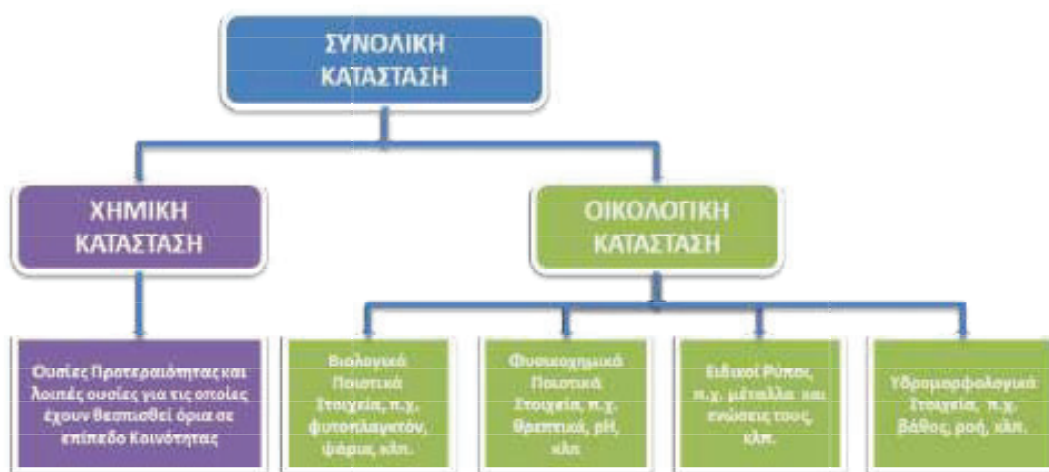 ΣΥΝΟΛΙΚΗ
ΚΑΤΑΣΤΑΣΗ
ΧΗΜΙΚΗ
ΚΑΤΑΣΤΑΣΗ
ΟΙΚΟΛΟΓΙΚΗ
ΚΑΤΑΣΤΑΣΗ
Ουσίες Προτεραιότητας και
λοιπές ουσίες για τις οποίες
έχουν θεσπισθεί όρια σε
επίπεδο Κοινότητας
Βιολογικά
Ποιοτικά
Στοιχεία, π.χ.
φυτοπλαγκτόν,
ψάρια, κλπ.
Φυσικοχημικά
Ποιοτικά
Στοιχεία, π.χ.
θρεπτικά, pH,
κλπ
Ειδικοί Ρύποι,
π.χ. μέταλλα και
ενώσεις τους,
κλπ.
Υδρομορφολογικά
Στοιχεία, π.χ.
βάθος, ροή, κλπ.